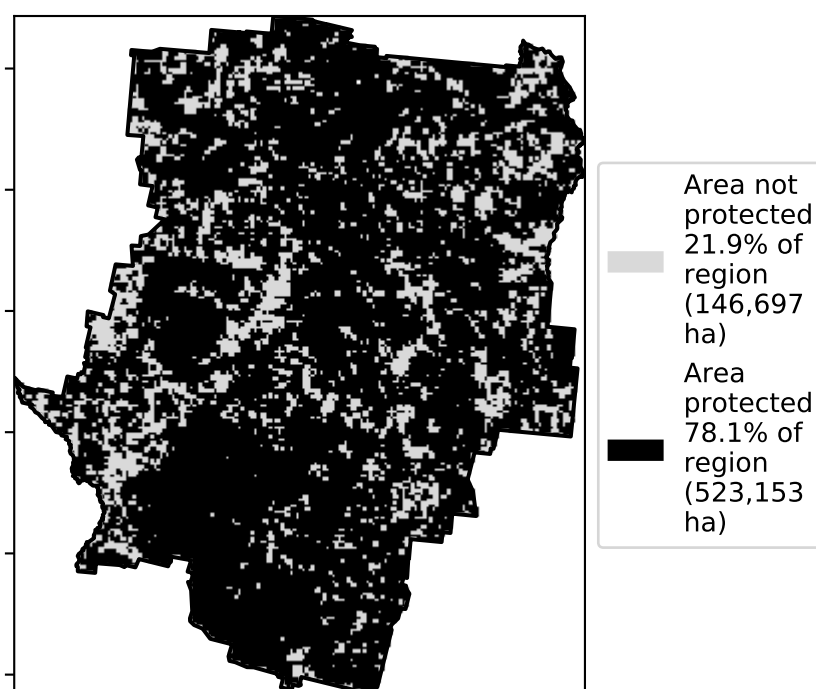 Area not
protected
21.9% of
region
(146,697
ha)
Area
protected
78.1% of
region
(523,153
ha)